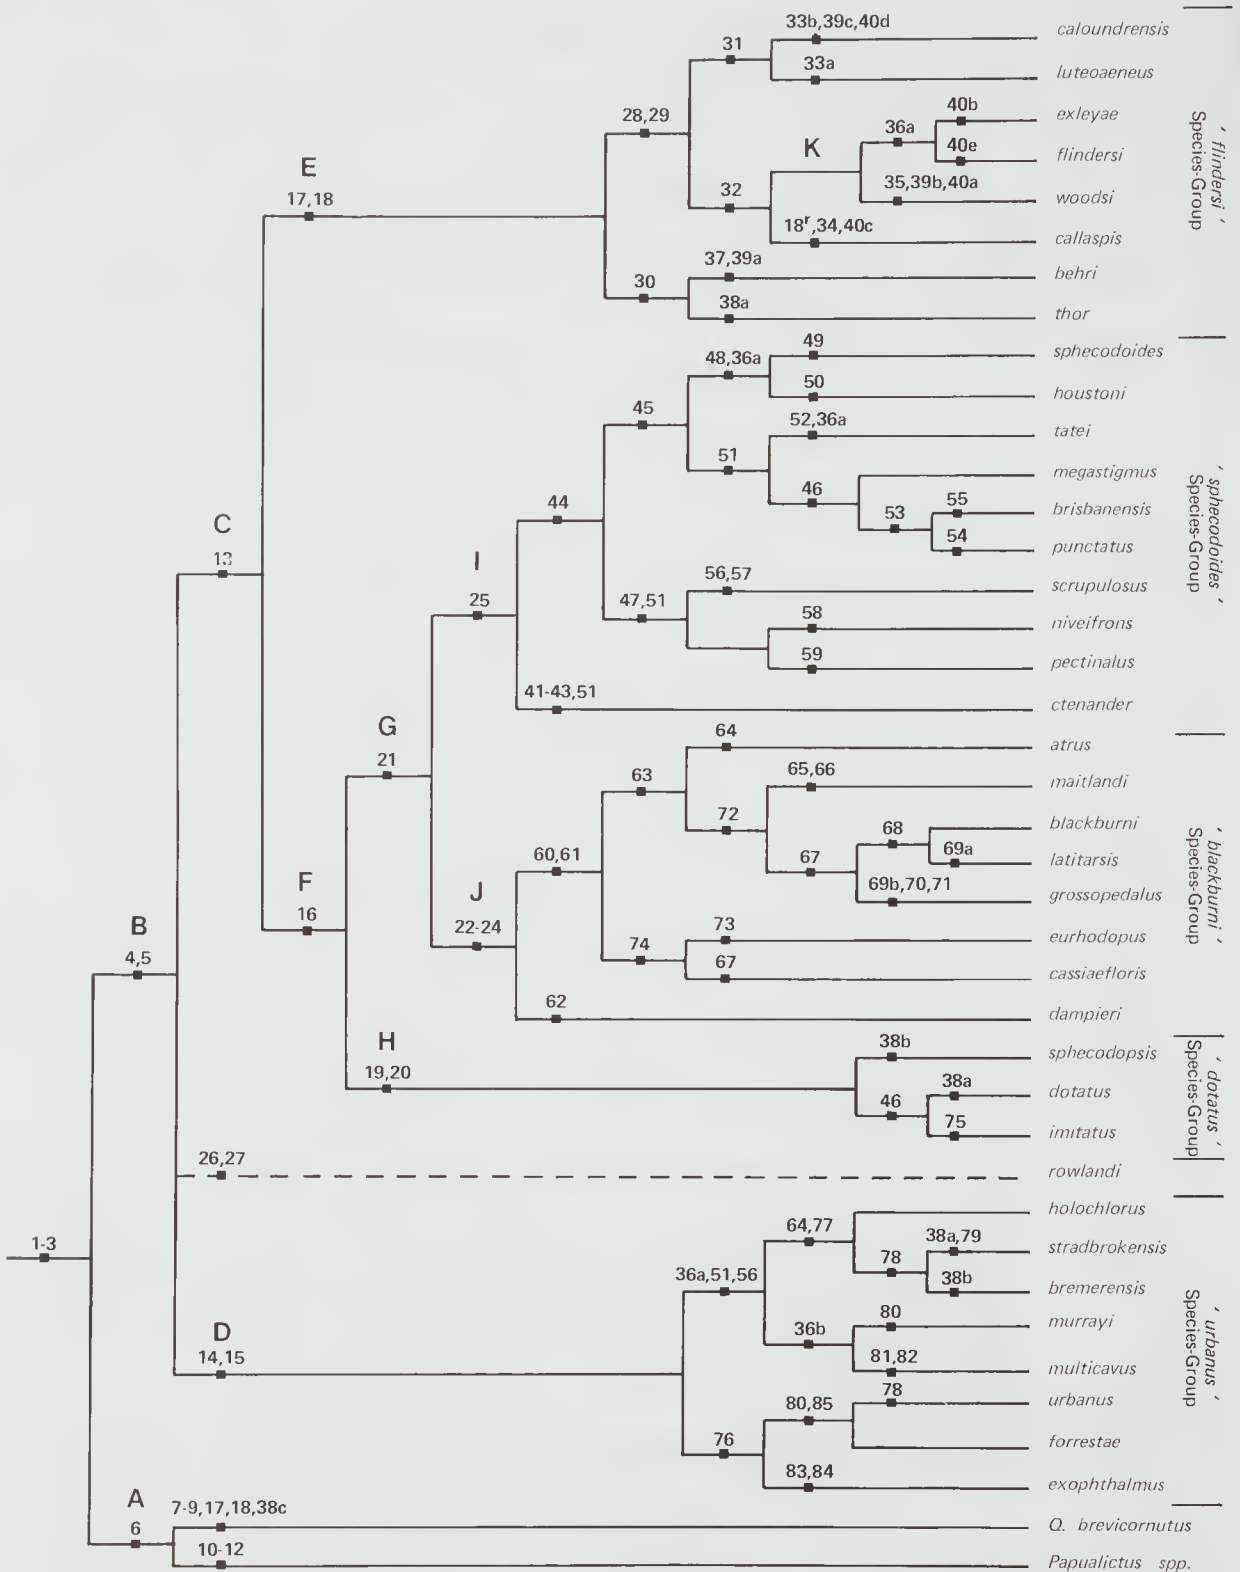 33b,39c,40d
caloundrensis
31
33a
luteoaeneus
28,29
40b
exleyae
36a
K
40e
flindersi
E
17,18
32
35,39b,40a
woodsi
18r,34,40c
callaspis
' flindersi '
Species-Group
37,39a
behri
30
38a
thor
49
sphecodoides
48,36a
50
houstoni
45
52,36a
tatei
51
46
megastigmus
55
brisbanensis
53
54
punctatus
44
C
13
I
25
56,57
scrupulosus
47,51
58
niveifrons
59
pectinalus
41-43,51
ctenander
' sphecodoides '
Species-Group
G
21
64
atrus
63
65,66
maitlandi
72
68
blackburni
69a
latitarsis
67
69b,70,71
grossopedalus
60,61
F
16
J
22-24
73
eurhodopus
74
67
cassiaefloris
62
dampieri
' blackburni '
Species-Group
B
4,5
H
19,20
38b
sphecodopsis
38a
dotatus
46
75
imitatus
' dotatus '
Species-Group
26,27
rowlandi
holochlorus
64,77
38a,79
stradbrokensis
78
38b
bremerensis
1-3
36a,51,56
80
murrayi
36b
81,82
multicavus
D
14,15
78
urbanus
80,85
forrestae
76
83,84
exophthalmus
' urbanus '
Species-Group
A
6
7-9,17,18,38c
Q. brevicornutus
10-12
Papualictus spp.